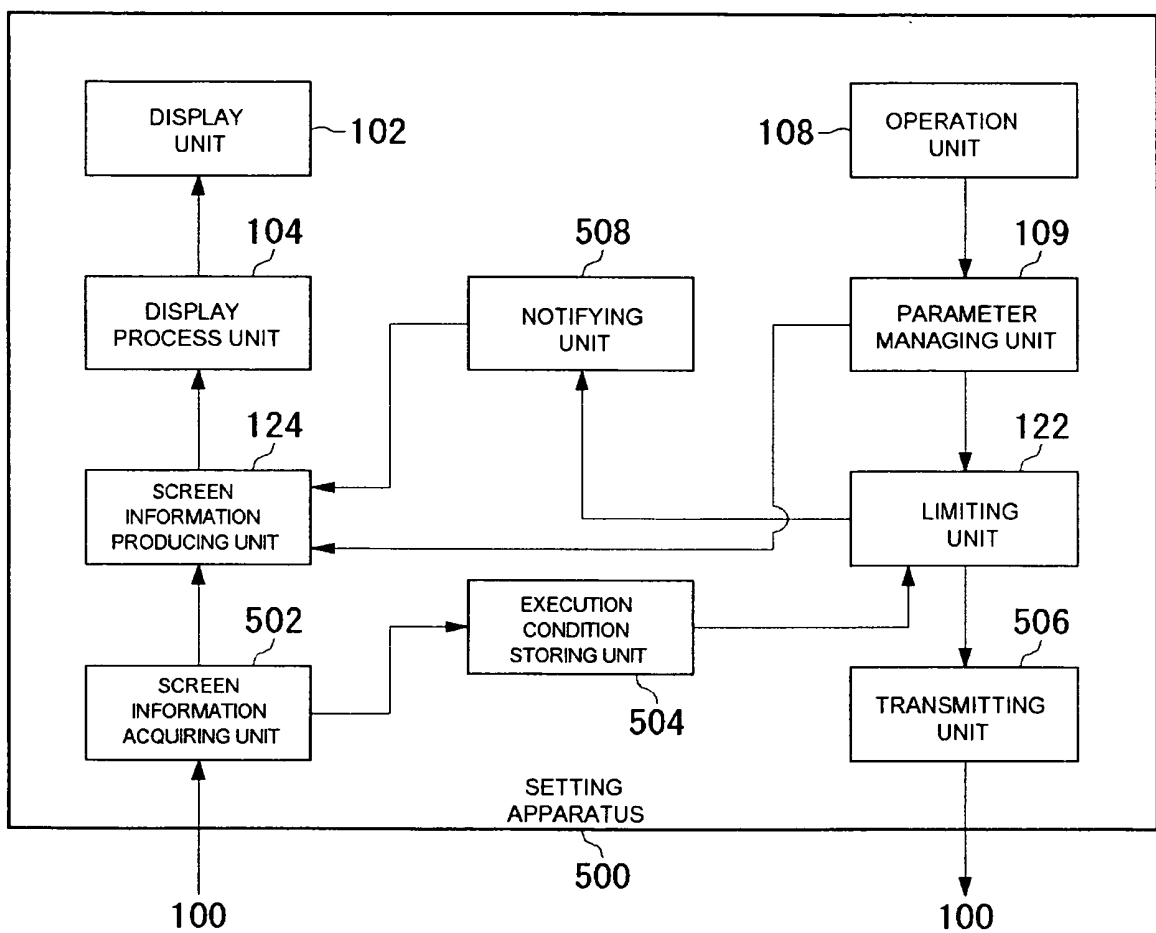 DISPLAY
UNIT
102
108
OPERATION
UNIT
104
508
109
DISPLAY
PROCESS UNIT
NOTIFYING
UNIT
PARAMETER
MANAGING UNIT
124
122
SCREEN
INFORMATION
PRODUCING UNIT
LIMITING
UNIT
502
EXECUTION
CONDITION
STORING UNIT
506
SCREEN
INFORMATION
ACQUIRING UNIT
504
TRANSMITTING
UNIT
SETTING
APPARATUS
500
100
100